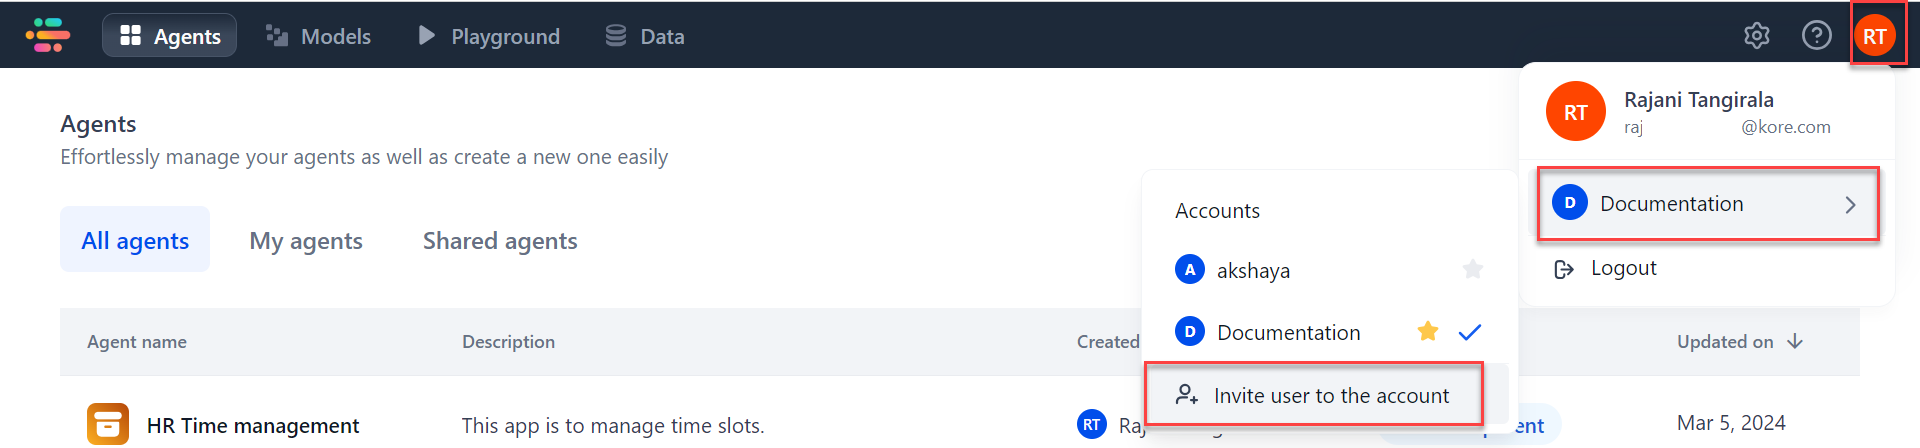 Agents Models Playground Data RT
RT Rajani Tangirala
raj @kore.com
Agents
Effortlessly manage your agents as well as create a new one easily
D Documentation
Accounts
All agents My agents Shared agents
A akshaya
Logout
D Documentation
Agent name Description Created Updated on
Invite user to the account
HR Time management This app is to manage time slots. RT Mar 5, 2024